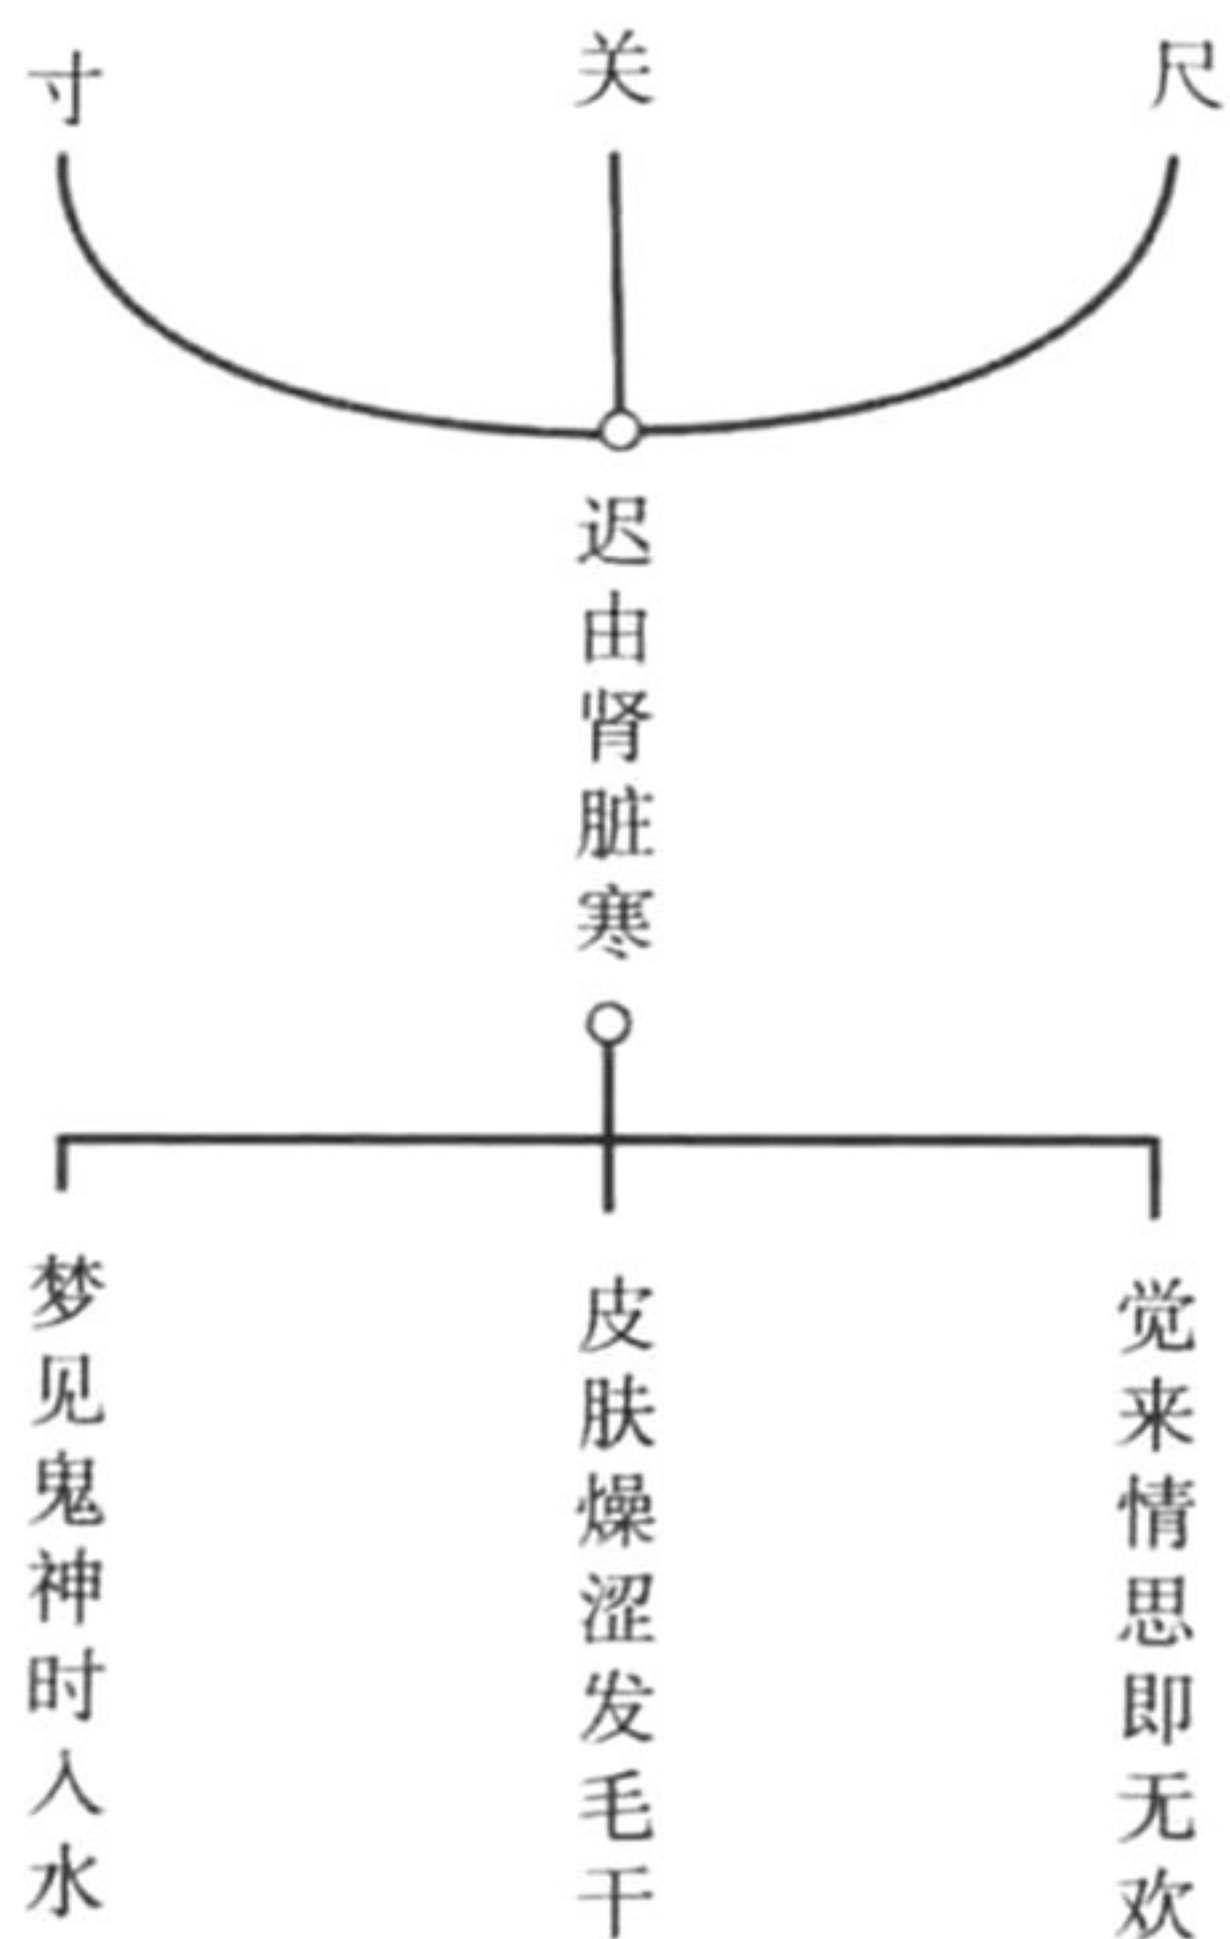 寸
关
尺
迟由肾脏寒
梦见鬼神时入水
皮肤燥涩发毛干
觉来情思即无欢